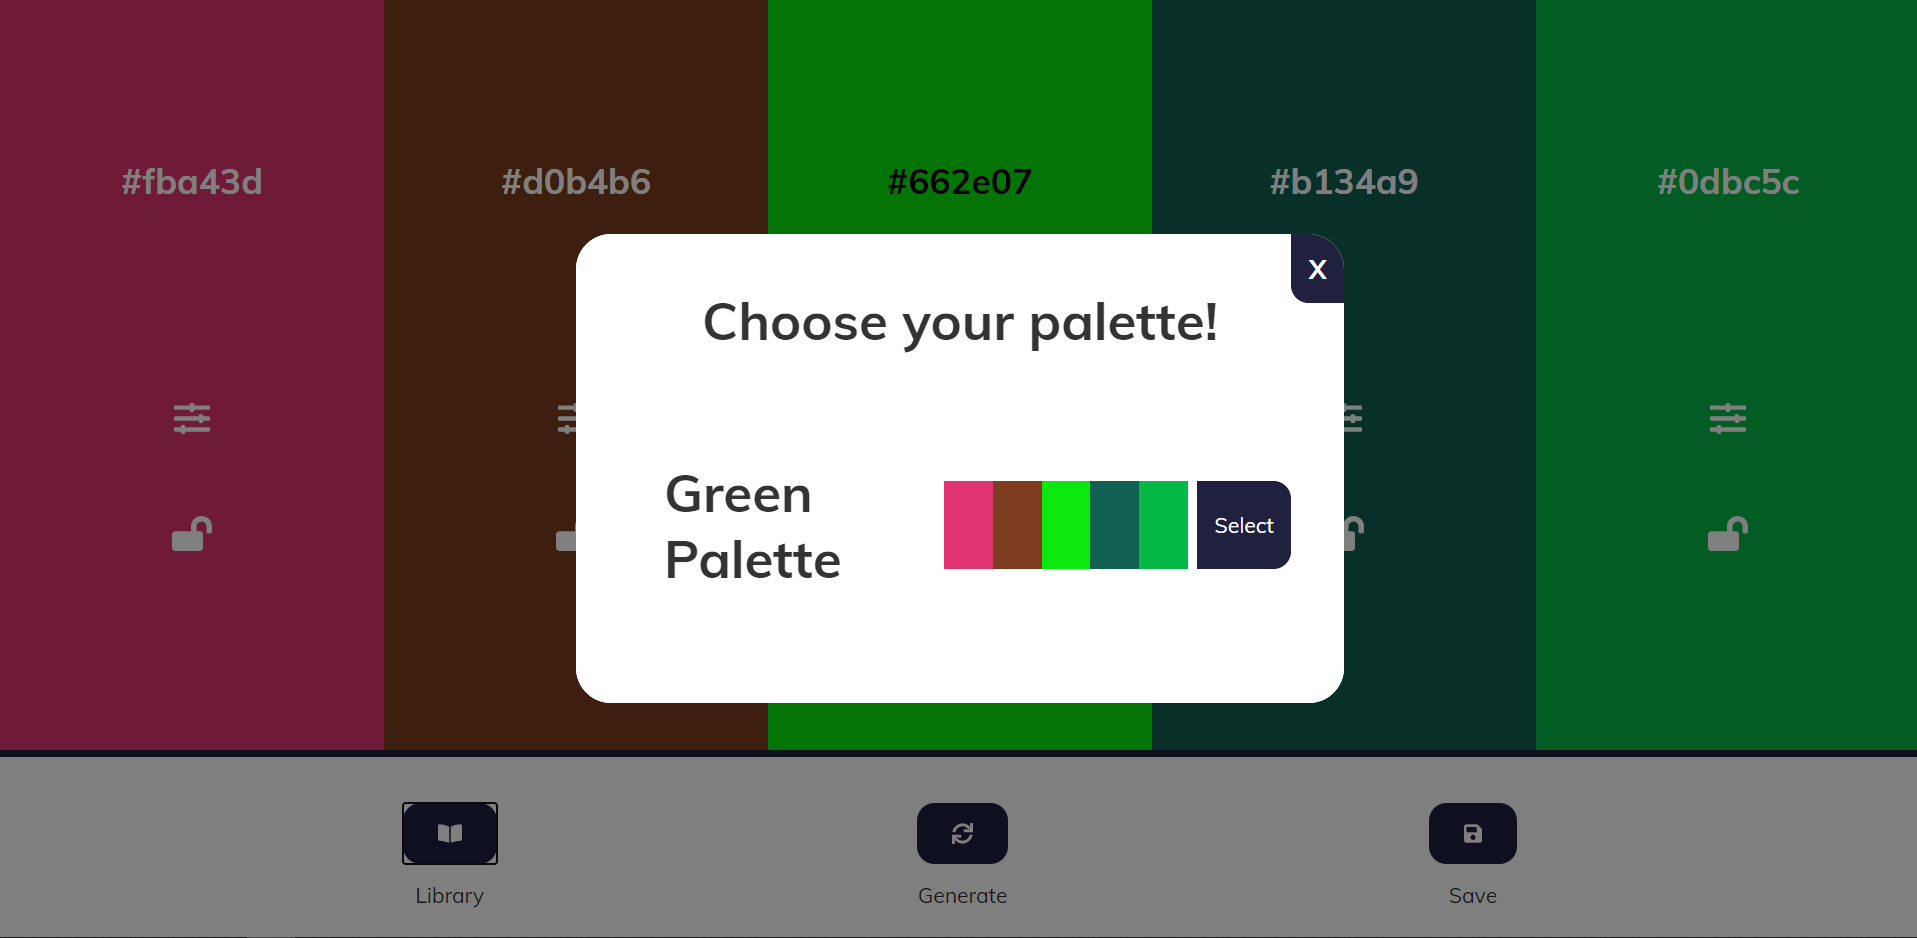 #fba43d
#d0b4b6
#662e07
#b134a9
#0dbc5c
X
Choose your palette!
Green
Palette
Select
Library
Generate
Save